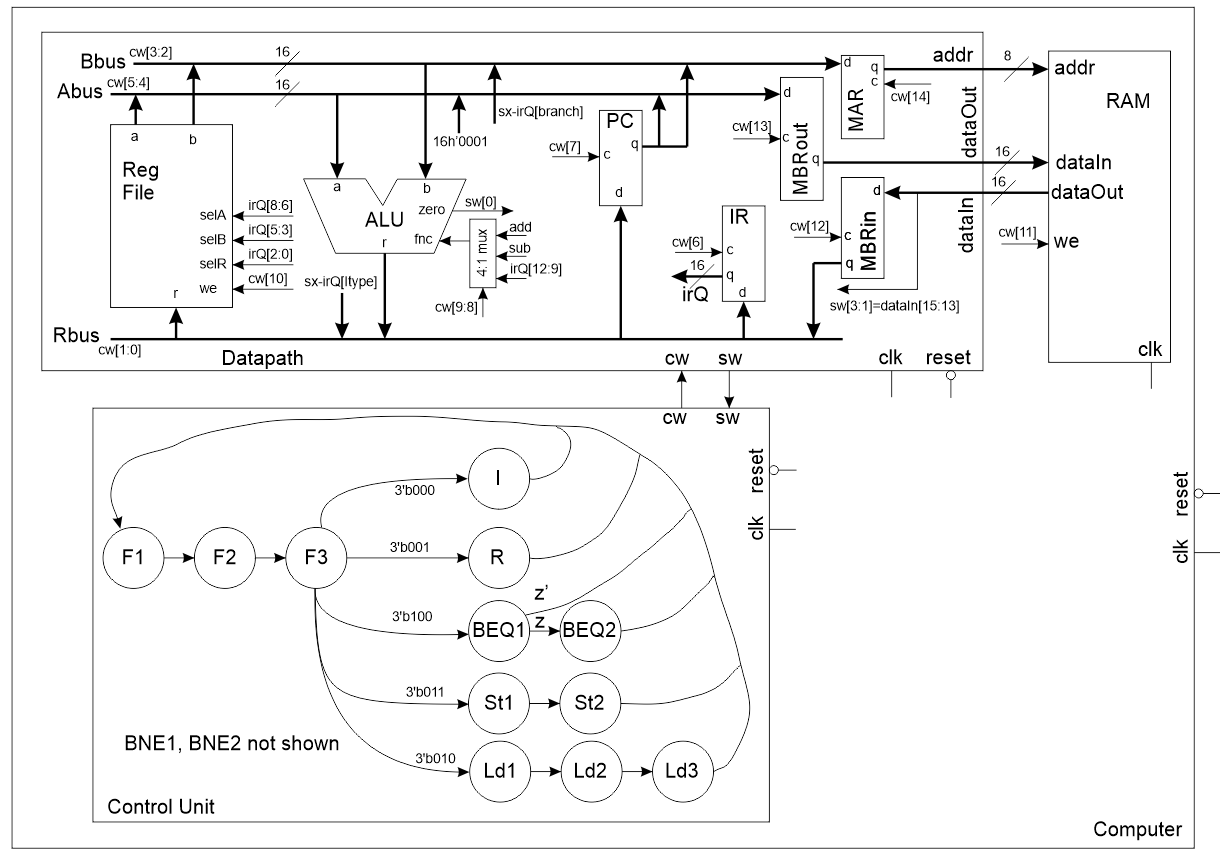 Bbus cw[3:2] 16
Abus cw[5:4] 16
a b
Reg
File
selA irQ[8:6]
selB irQ[5:3]
selR irQ[2:0]
we cw[10]
r
Rbus
cw[1:0]
Datapath
a b
ALU
zero sw[0]
fnc
r
sx-irQ[Itype]
4:1 mux
add
sub
irQ[12:9]
cw[9:8]
16h'0001
sx-irQ[branch]
PC
q
cw[7] c
d
IR
cw[6] c
16 q
irQ
d
d
cw[13] c
MBRout
q
d
q
c
MAR
cw[14]
d
cw[12] c
MBRin
q
sw[3:1]=dataIn[15:13]
addr 8
dataOut
16
dataIn
16
cw[11]
addr
RAM
dataIn
dataOut
we
clk
cw sw
clk reset
cw sw
reset
clk
F1 F2 F3
3'b000 I
3'b001 R
3'b100 BEQ1
z'
z
BEQ2
3'b011 St1 St2
3'b010 Ld1 Ld2 Ld3
BNE1, BNE2 not shown
Control Unit
reset
clk
Computer